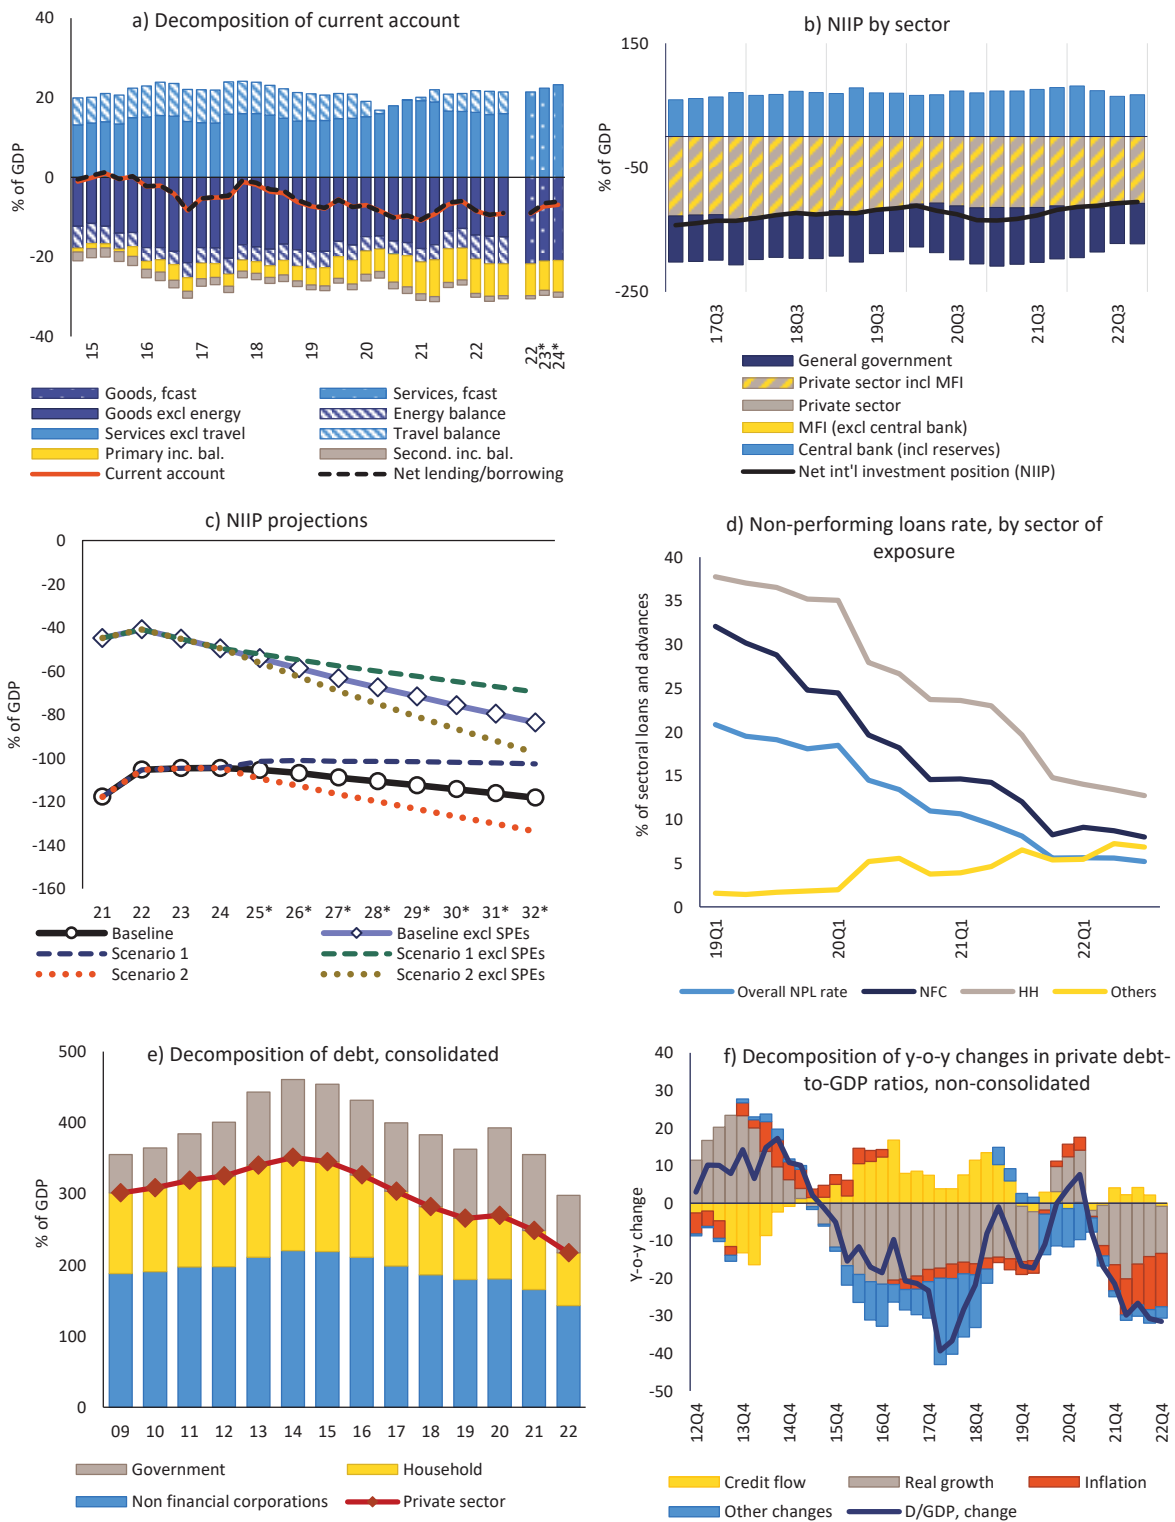 a) Decomposition of current account
40
20
0
-20
-40
% of GDP
15
16
17
18
19
20
21
22
22
23*
24*
Goods, fcast
Services, fcast
Goods excl energy
Energy balance
Services excl travel
Travel balance
Primary inc. bal.
Second. inc. bal.
Current account
Net lending/borrowing
b) NIIP by sector
150
-50
-250
% of GDP
17Q3
18Q3
19Q3
20Q3
21Q3
22Q3
General government
Private sector incl MFI
Private sector
MFI (excl central bank)
Central bank (incl reserves)
Net int'l investment position (NIIP)
c) NIIP projections
0
-20
-40
-60
-80
-100
-120
-140
-160
% of GDP
21
22
23
24
25*
26*
27*
28*
29*
30*
31*
32*
Baseline
Baseline excl SPEs
Scenario 1
Scenario 1 excl SPEs
Scenario 2
Scenario 2 excl SPEs
d) Non-performing loans rate, by sector of
exposure
40
35
30
25
20
15
10
5
0
% of sectoral loans and advances
19Q1
20Q1
21Q1
22Q1
Overall NPL rate
NFC
HH
Others
e) Decomposition of debt, consolidated
500
400
300
200
100
0
% of GDP
09
10
11
12
13
14
15
16
17
18
19
20
21
22
Government
Household
Non financial corporations
Private sector
f) Decomposition of y-o-y changes in private debt-
to-GDP ratios, non-consolidated
40
30
20
10
0
-10
-20
-30
-40
-50
Y-o-y change
12Q4
13Q4
14Q4
15Q4
16Q4
17Q4
18Q4
19Q4
20Q4
21Q4
22Q4
Credit flow
Real growth
Inflation
Other changes
D/GDP, change